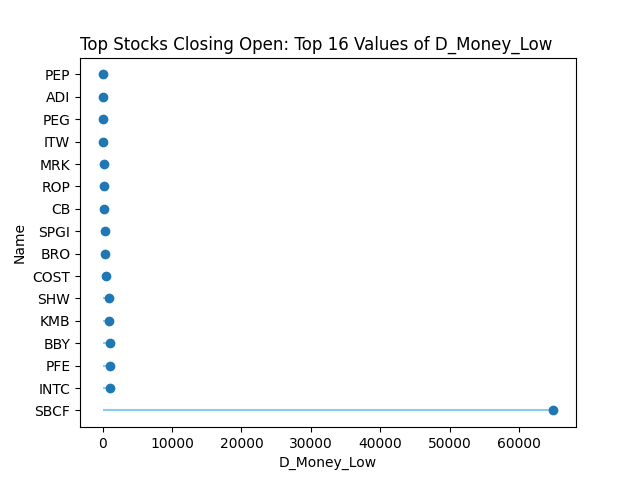 Top Stocks Closing Open: Top 16 Values of D_Money_Low
PEP
ADI
PEG
ITW
MRK
ROP
CB
SPGI
BRO
COST
SHW
KMB
BBY
PFE
INTC
SBCF
Name
0 10000 20000 30000 40000 50000 60000
D_Money_Low